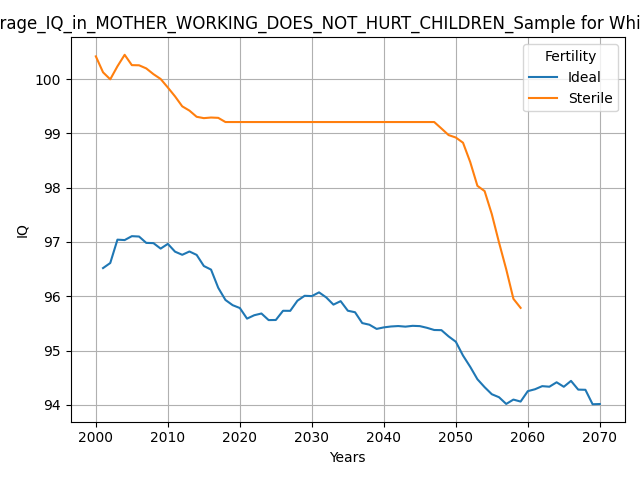 rage_IQ_in_MOTHER_WORKING_DOES_NOT_HURT_CHILDREN_Sample for Whi
Fertility
Ideal
Sterile
100
99
98
97
96
95
94
IQ
2000 2010 2020 2030 2040 2050 2060 2070
Years